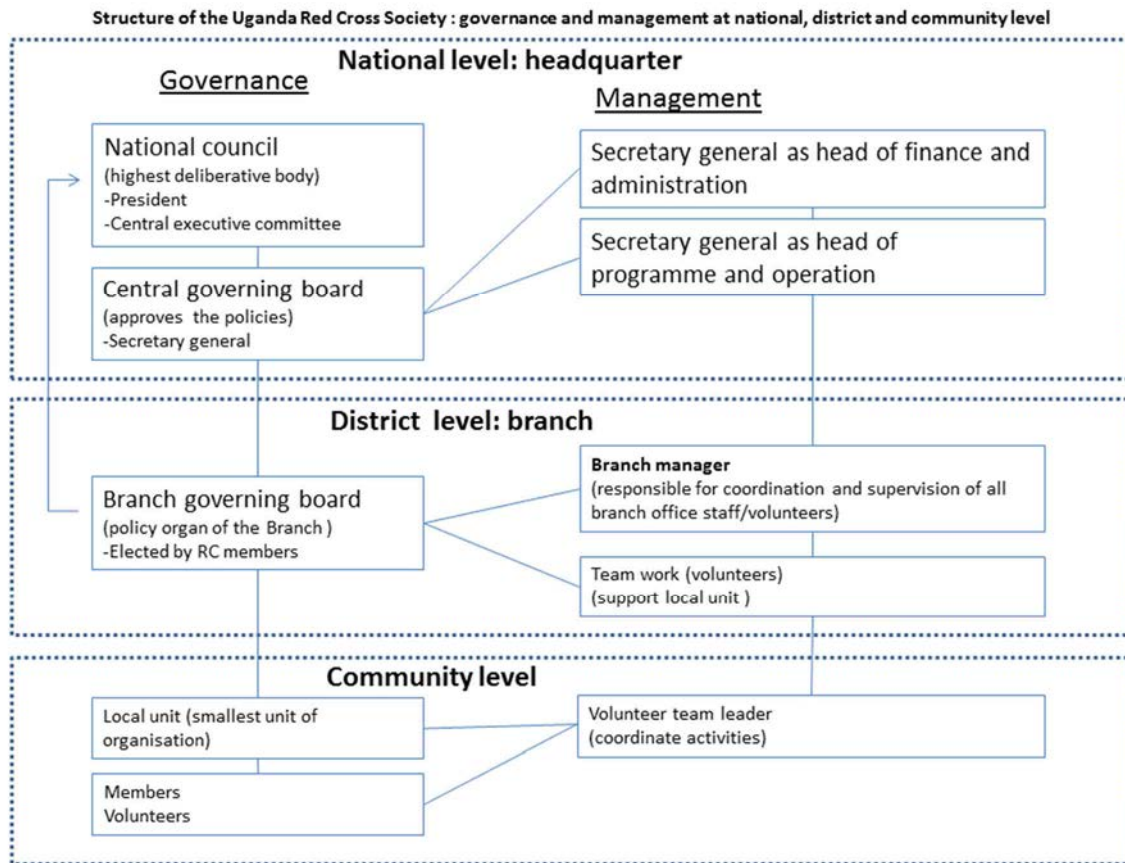 Structure of the Uganda Red Cross Society : governance and management at national, district and community level
National level: headquarter
Governance
Management
National council
(highest deliberative body)
-President
-Central executive committee
Central governing board
(approves the policies)
-Secretary general
Secretary general as head of finance and
administration
Secretary general as head of
programme and operation
District level: branch
Branch governing board
(policy organ of the Branch )
-Elected by RC members
Branch manager
(responsible for coordination and supervision of all
branch office staff/volunteers)
Team work (volunteers)
(support local unit )
Community level
Local unit (smallest unit of
organisation)
Members
Volunteers
Volunteer team leader
(coordinate activities)